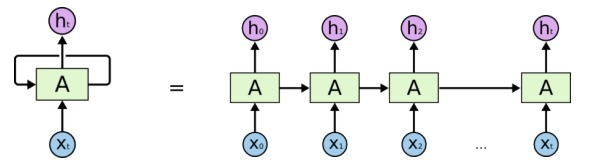 hₜ h₀ h₁ h₂ hₜ
A = A A A A
xₜ x₀ x₁ x₂ ... xₜ